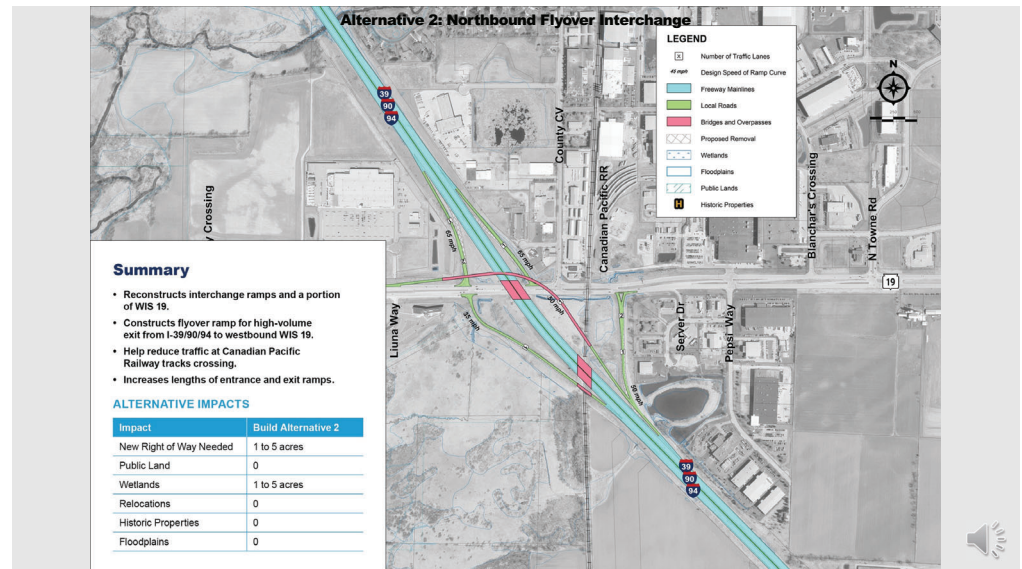 Alternative 2: Northbound Flyover Interchange
LEGEND
X Number of Traffic Lanes
45 mph Design Speed of Ramp Curve
Freeway Mainlines
Local Roads
Bridges and Overpasses
Proposed Removal
Wetlands
Floodplains
Public Lands
H Historic Properties
N
39
90
94
County CV
Canadian Pacific RR
Blanchar's Crossing
N Towne Rd
y Crossing
65 mph
65 mph
30 mph
35 mph
50 mph
19
Liuna Way
Server Dr
Pepsi Way
39
90
94
Summary
• Reconstructs interchange ramps and a portion
of WIS 19.
• Constructs flyover ramp for high-volume
exit from I-39/90/94 to westbound WIS 19.
• Help reduce traffic at Canadian Pacific
Railway tracks crossing.
• Increases lengths of entrance and exit ramps.
ALTERNATIVE IMPACTS
Impact Build Alternative 2
New Right of Way Needed 1 to 5 acres
Public Land 0
Wetlands 1 to 5 acres
Relocations 0
Historic Properties 0
Floodplains 0